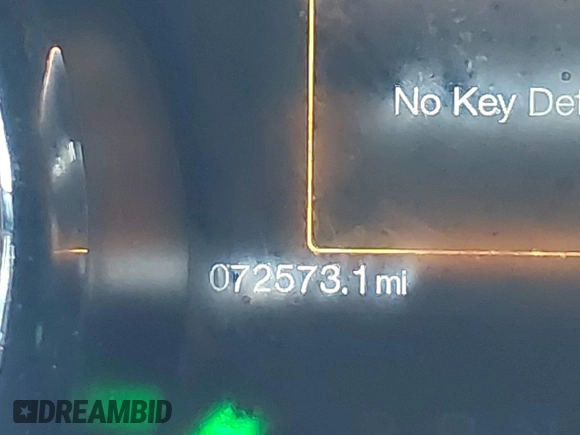 No Key Det
072573.1 mi
DREAMBID